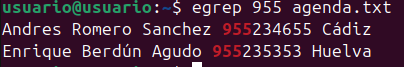 usuario@usuario:~$ egrep 955 agenda.txt
Andres Romero Sanchez 955234655 Cádiz
Enrique Berdún Agudo 955235353 Huelva